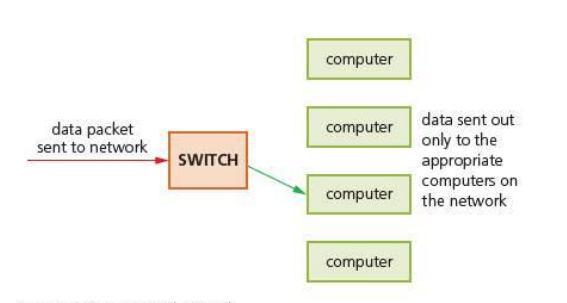 computer
data packet
sent to network
SWITCH
computer
data sent out
only to the
appropriate
computers on
the network
computer
computer